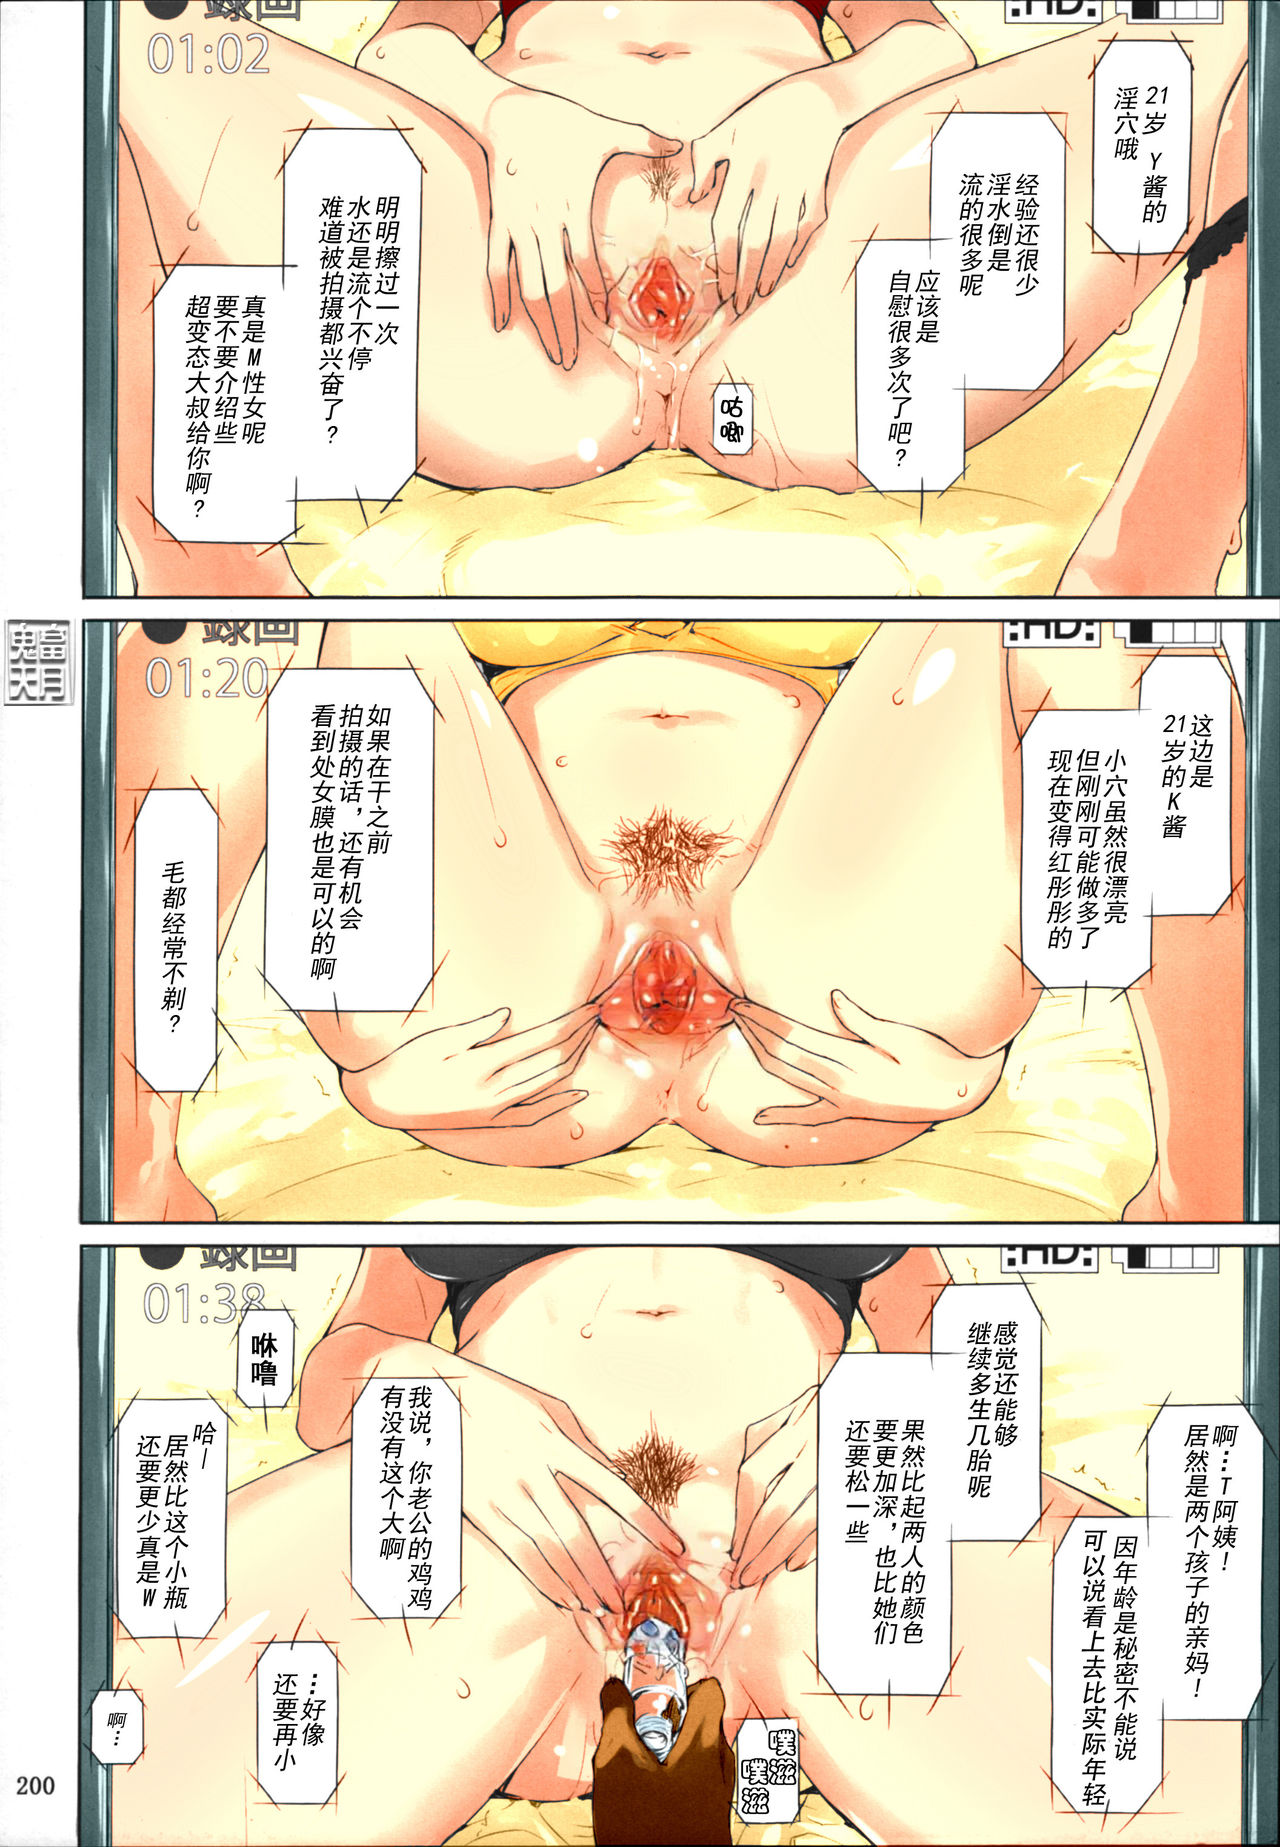 録画
01:02
HD
21岁 Y酱的
淫穴哦
经验还很少
淫水倒是
流的很多呢
应该是
自慰很多次了吧?
咕唧
明明擦过一次
水还是流个不停
难道被拍摄都兴奋了?
真是M性女呢
要不要介绍些
超变态大叔给你啊?
鬼畜
天月
録画
01:20
HD
这边是
21岁的K酱
小穴虽然很漂亮
但刚刚可能做多了
现在变得红彤彤的
如果在干之前
拍摄的话,还有机会
看到处女膜也是可以的啊
毛都经常不剃?
録画
01:38
HD
啊…T阿姨!
居然是两个孩子的亲妈!
因年龄是秘密不能说
可以说看上去比实际年轻
感觉还能够
继续多生几胎呢
果然比起两人的颜色
要更加深,也比她们
还要松一些
噗滋
噗滋
我说,你老公的鸡鸡
有没有这个大啊
咻噜
…好像
还要再小
哈—
居然比这个小瓶
还要更少真是W
啊…
200